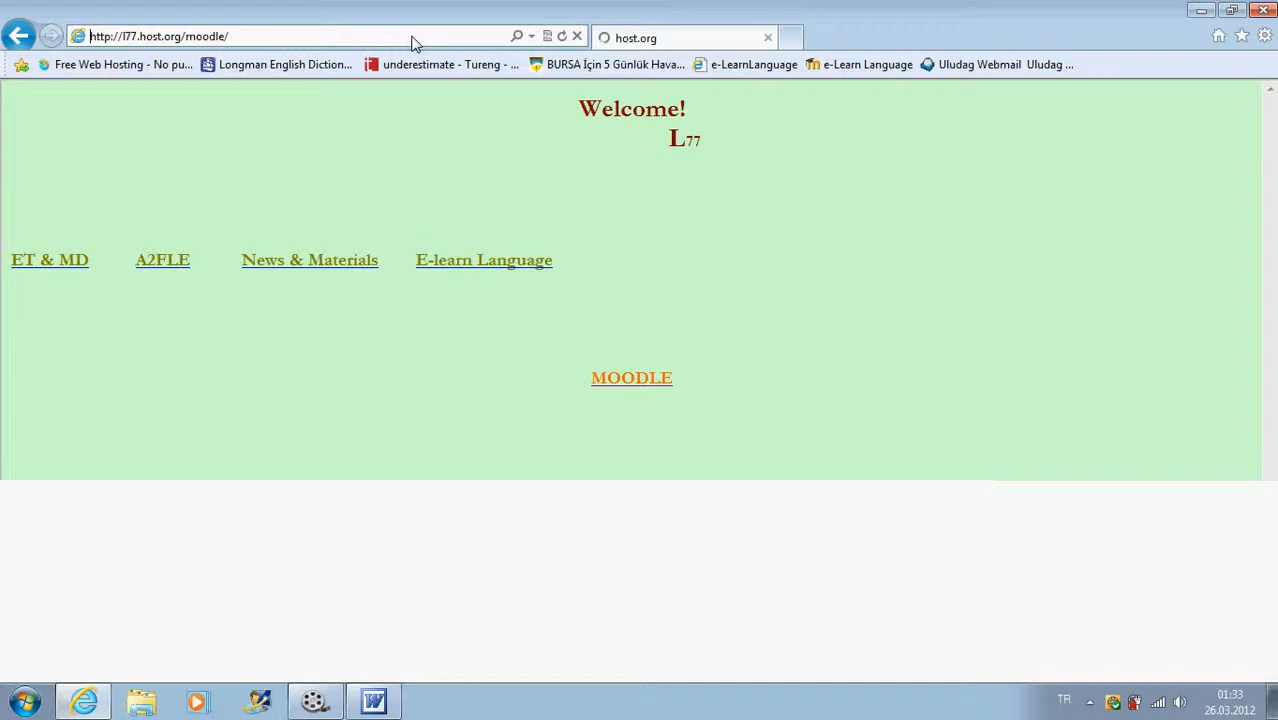 http://l77.host.org/moodle/
host.org
Free Web Hosting - No pu...
Longman English Diction...
underestimate - Tureng - ...
BURSA İçin 5 Günlük Hava...
e-LearnLanguage
e-Learn Language
Uludag Webmail Uludag ...
Welcome!
L77
ET & MD
A2FLE
News & Materials
E-learn Language
MOODLE
TR
01:33
26.03.2012